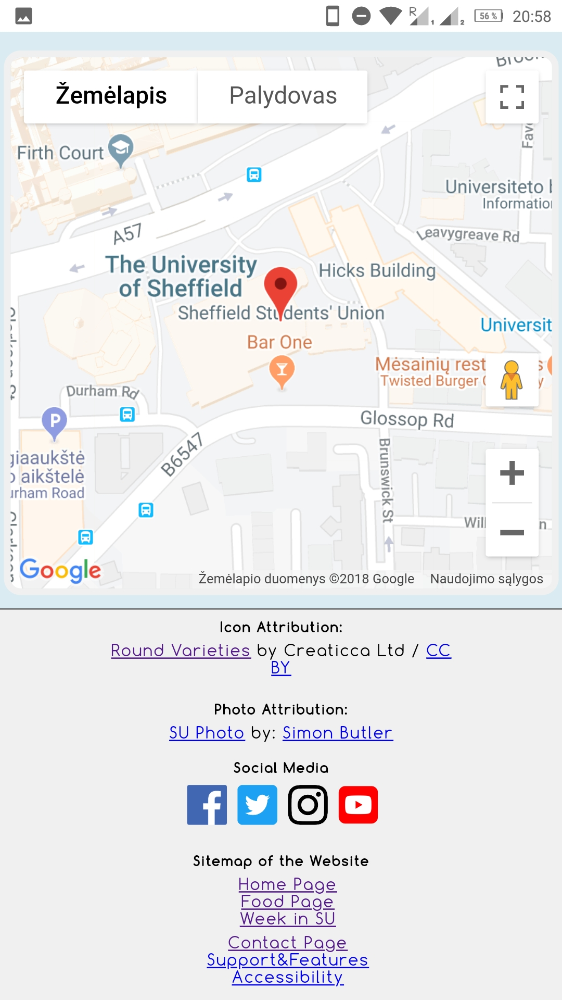 R 1 2 56 % 20:58
Žemėlapis
Palydovas
Firth Court
A57
Universiteto
Leavygreave Rd
The University
of Sheffield
Hicks Building
Sheffield Students' Union
Bar One
Universit
Mėsainių rest
Twisted Burger
Durham Rd
P
Glossop Rd
B6547
giaaukštė
aikštelė
urham Road
Brunswick St
Google
Žemėlapio duomenys ©2018 Google
Naudojimo sąlygos
Icon Attribution:
Round Varieties by Creaticca Ltd / CC
BY
Photo Attribution:
SU Photo by: Simon Butler
Social Media
Sitemap of the Website
Home Page
Food Page
Week in SU
Contact Page
Support&Features
Accessibility